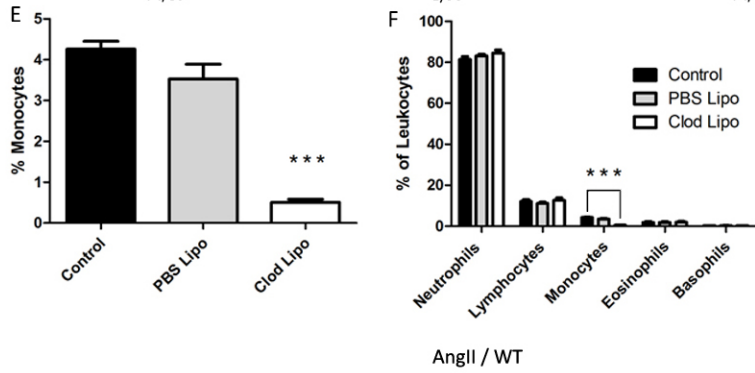 E
% Monocytes
5
4
3
2
1
0
***
Control
PBS Lipo
Clod Lipo
F
% of Leukocytes
100
80
60
40
20
0
Control
PBS Lipo
Clod Lipo
***
Neutrophils
Lymphocytes
Monocytes
Eosinophils
Basophils
AngII / WT